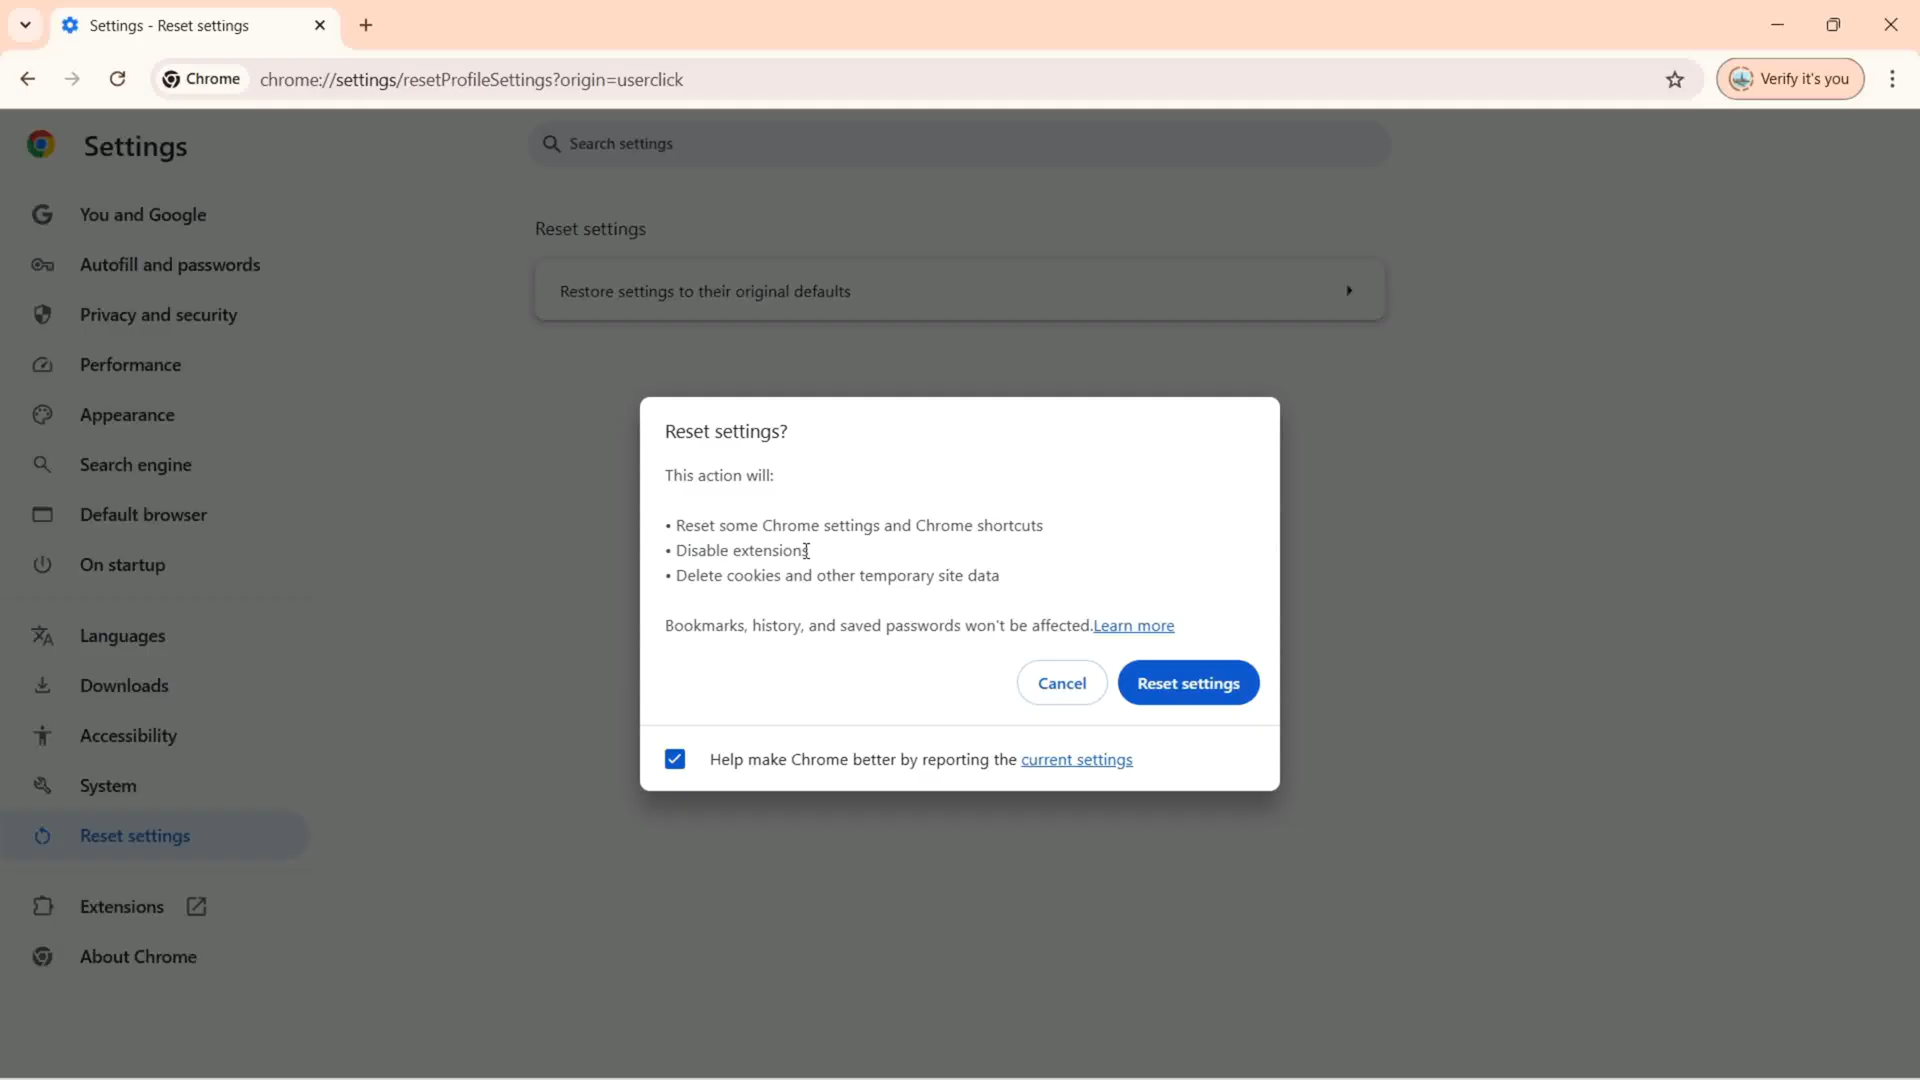 Settings - Reset settings
Chrome
chrome://settings/resetProfileSettings?origin=userclick
Verify it's you
Settings
Search settings
You and Google
Autofill and passwords
Privacy and security
Performance
Appearance
Search engine
Default browser
On startup
Languages
Downloads
Accessibility
System
Reset settings
Extensions
About Chrome
Reset settings
Restore settings to their original defaults
Reset settings?
This action will:
• Reset some Chrome settings and Chrome shortcuts
• Disable extensions
• Delete cookies and other temporary site data
Bookmarks, history, and saved passwords won't be affected.Learn more
Cancel
Reset settings
Help make Chrome better by reporting the current settings